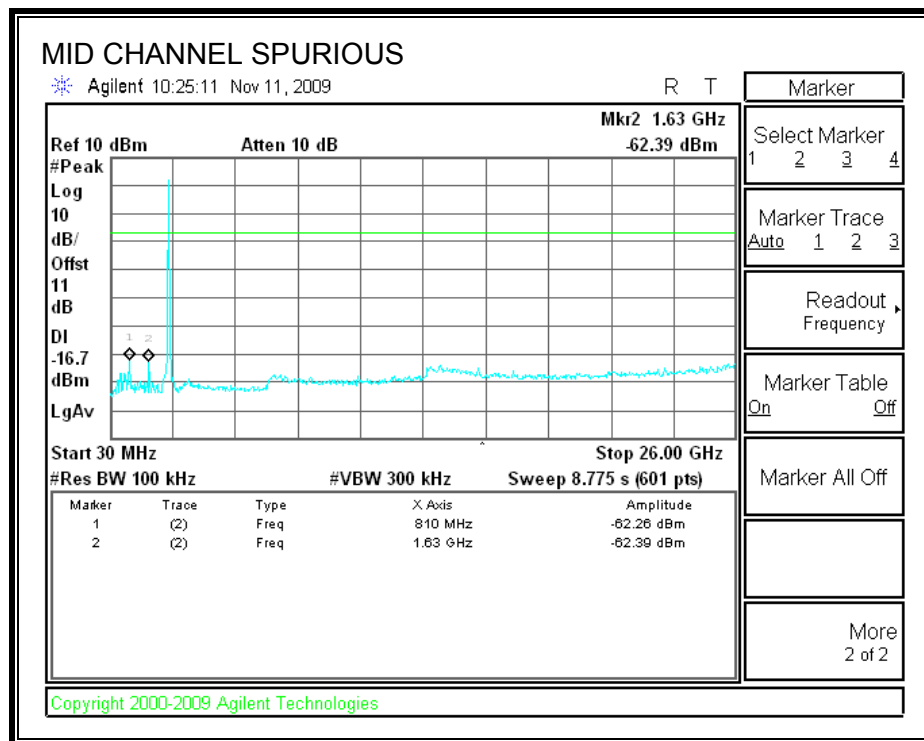 MID CHANNEL SPURIOUS
Agilent 10:25:11 Nov 11, 2009 R T
Mkr2 1.63 GHz
Ref 10 dBm Atten 10 dB -62.39 dBm
#Peak
Log
10
dB/
Offst
11
dB
DI
-16.7
dBm
LgAv
1 2
Start 30 MHz Stop 26.00 GHz
#Res BW 100 kHz #VBW 300 kHz Sweep 8.775 s (601 pts)
Marker Trace Type X Axis Amplitude
1 (2) Freq 810 MHz -62.26 dBm
2 (2) Freq 1.63 GHz -62.39 dBm
Copyright 2000-2009 Agilent Technologies
Marker
Select Marker
1 2 3 4
Marker Trace
Auto 1 2 3
Readout
Frequency
Marker Table
On Off
Marker All Off
More
2 of 2